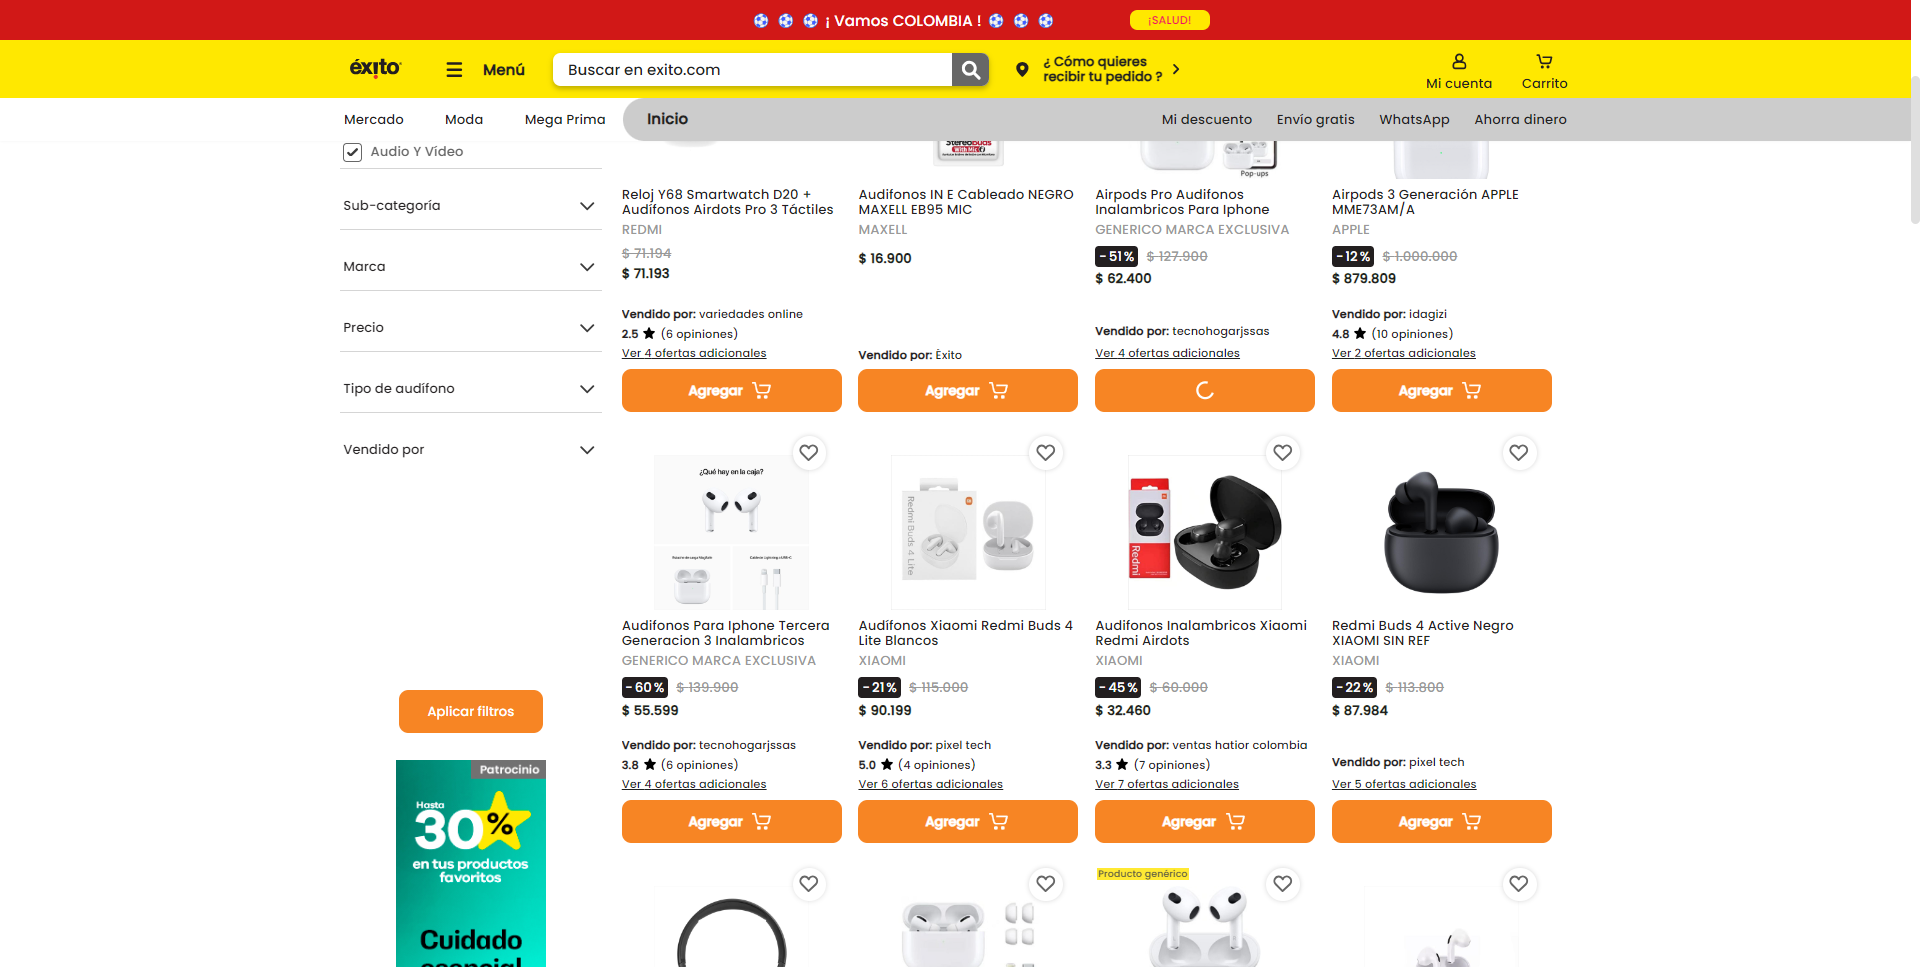 ¡ Vamos COLOMBIA !
¡SALUD!
éxito
Menú
Buscar en exito.com
¿ Cómo quieres
recibir tu pedido ?
Mi cuenta
Carrito
Mercado
Moda
Mega Prima
Inicio
Mi descuento
Envío gratis
WhatsApp
Ahorra dinero
Audio Y Vídeo
Sub-categoría
Marca
Precio
Tipo de audífono
Vendido por
Aplicar filtros
Patrocinio
Hasta
30%
en tus productos
favoritos
Cuidado
esencial
StereoBuds
With Mic
Pop-ups
Reloj Y68 Smartwatch D20 +
Audífonos Airdots Pro 3 Táctiles
REDMI
$ 71.194
$ 71.193
Vendido por: variedades online
2.5 (6 opiniones)
Ver 4 ofertas adicionales
Agregar
Audifonos IN E Cableado NEGRO
MAXELL EB95 MIC
MAXELL
$ 16.900
Vendido por: Éxito
Agregar
Airpods Pro Audifonos
Inalambricos Para Iphone
GENERICO MARCA EXCLUSIVA
-51% $ 127.900
$ 62.400
Vendido por: tecnohogarjssas
Ver 4 ofertas adicionales
Airpods 3 Generación APPLE
MME73AM/A
APPLE
-12% $ 1.000.000
$ 879.809
Vendido por: idagizi
4.8 (10 opiniones)
Ver 2 ofertas adicionales
Agregar
¿Qué hay en la caja?
Audifonos Para Iphone Tercera
Generacion 3 Inalambricos
GENERICO MARCA EXCLUSIVA
-60% $ 139.900
$ 55.599
Vendido por: tecnohogarjssas
3.8 (6 opiniones)
Ver 4 ofertas adicionales
Agregar
Redmi Buds 4 Lite
Audífonos Xiaomi Redmi Buds 4
Lite Blancos
XIAOMI
-21% $ 115.000
$ 90.199
Vendido por: pixel tech
5.0 (4 opiniones)
Ver 6 ofertas adicionales
Agregar
Redmi
Audifonos Inalambricos Xiaomi
Redmi Airdots
XIAOMI
-45% $ 60.000
$ 32.460
Vendido por: ventas hatior colombia
3.3 (7 opiniones)
Ver 7 ofertas adicionales
Agregar
Redmi Buds 4 Active Negro
XIAOMI SIN REF
XIAOMI
-22% $ 113.800
$ 87.984
Vendido por: pixel tech
Ver 5 ofertas adicionales
Agregar
Producto genérico